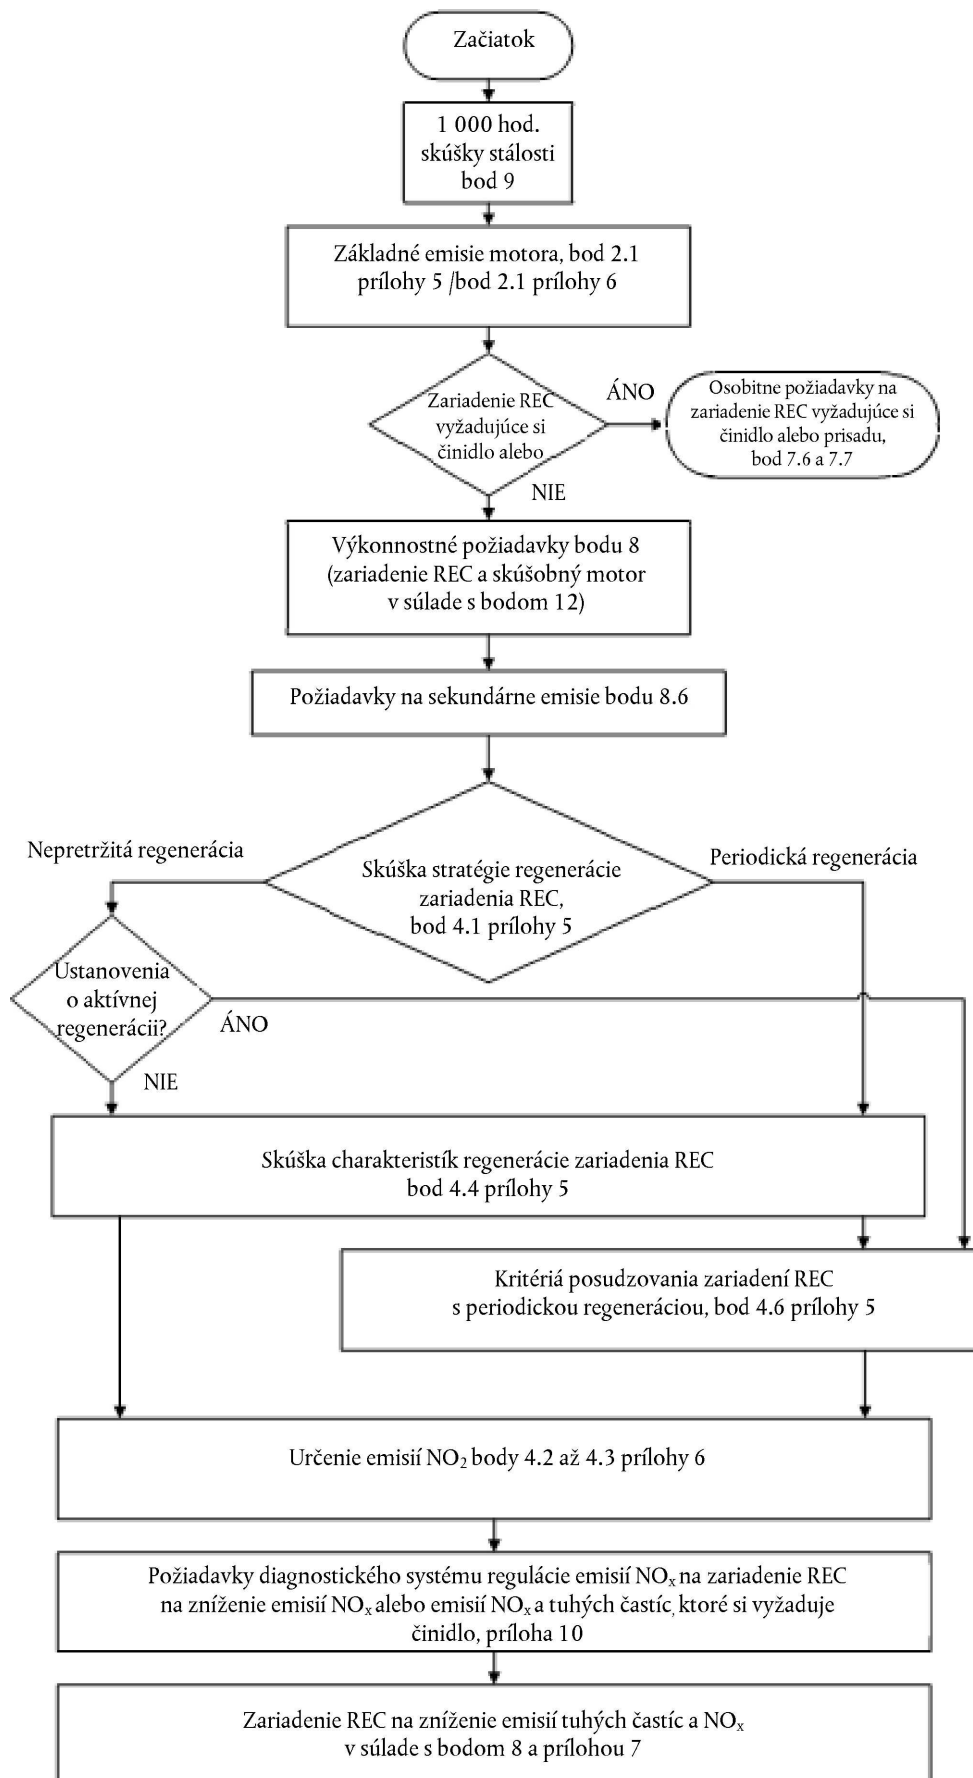 Začiatok
1 000 hod.
skúšky stálosti
bod 9
Základné emisie motora, bod 2.1
prílohy 5 /bod 2.1 prílohy 6
Zariadenie REC
vyžadujúce si
činidlo alebo
ÁNO
Osobitne požiadavky na
zariadenie REC vyžadujúce si
činidlo alebo prisadu,
bod 7.6 a 7.7
NIE
Výkonnostné požiadavky bodu 8
(zariadenie REC a skúšobný motor
v súlade s bodom 12)
Požiadavky na sekundárne emisie bodu 8.6
Nepretržitá regenerácia
Periodická regenerácia
Skúška stratégie regenerácie
zariadenia REC,
bod 4.1 prílohy 5
Ustanovenia
o aktívnej
regenerácii?
ÁNO
NIE
Skúška charakteristík regenerácie zariadenia REC
bod 4.4 prílohy 5
Kritériá posudzovania zariadení REC
s periodickou regeneráciou, bod 4.6 prílohy 5
Určenie emisií NO₂ body 4.2 až 4.3 prílohy 6
Požiadavky diagnostického systému regulácie emisií NOₓ na zariadenie REC
na zníženie emisií NOₓ alebo emisií NOₓ a tuhých častíc, ktoré si vyžaduje
činidlo, príloha 10
Zariadenie REC na zníženie emisií tuhých častíc a NOₓ
v súlade s bodom 8 a prílohou 7